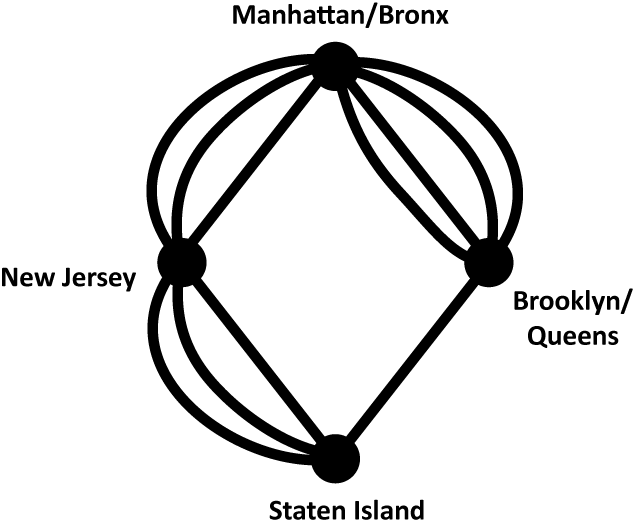 Manhattan/Bronx
New Jersey
Brooklyn/
Queens
Staten Island